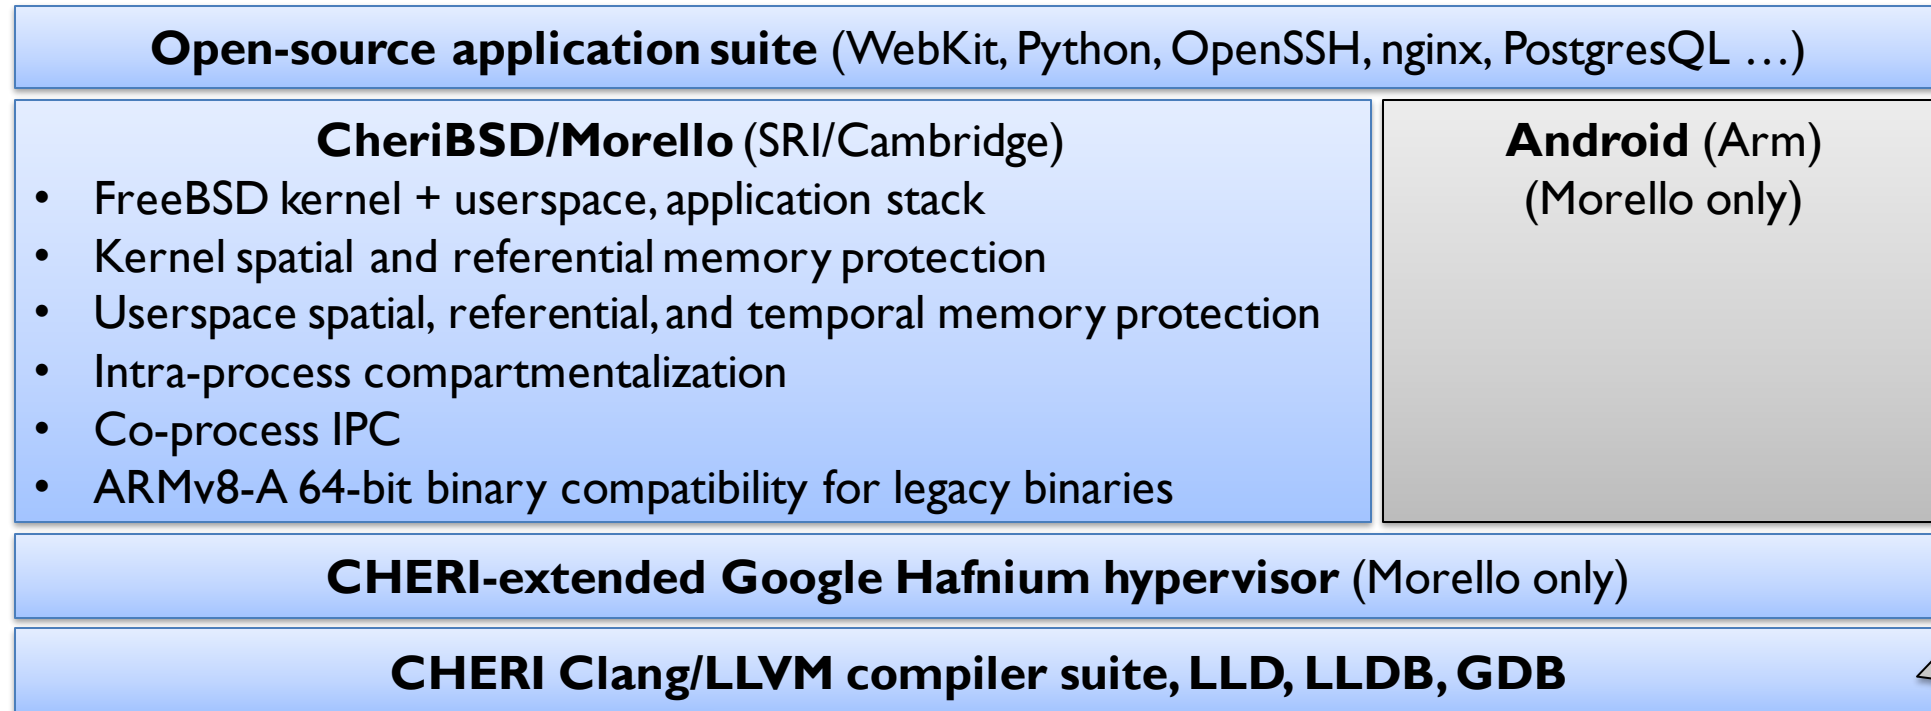 Open-source application suite (WebKit, Python, OpenSSH, nginx, PostgresQL …)
CheriBSD/Morello (SRI/Cambridge)
• FreeBSD kernel + userspace, application stack
• Kernel spatial and referential memory protection
• Userspace spatial, referential, and temporal memory protection
• Intra-process compartmentalization
• Co-process IPC
• ARMv8-A 64-bit binary compatibility for legacy binaries
Android (Arm)
(Morello only)
CHERI-extended Google Hafnium hypervisor (Morello only)
CHERI Clang/LLVM compiler suite, LLD, LLDB, GDB